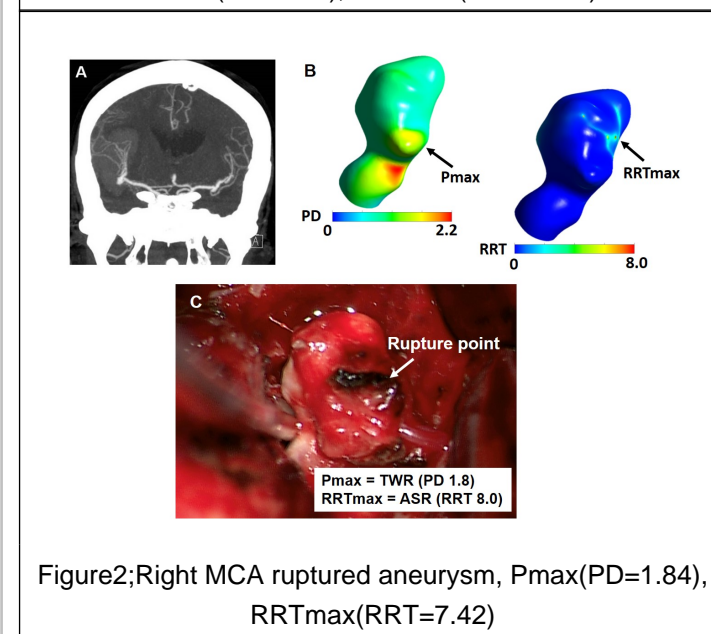 A
B
Pmax
RRTmax
PD
0
2.2
RRT
0
8.0
A
C
Rupture point
Pmax = TWR (PD 1.8)
RRTmax = ASR (RRT 8.0)
Figure2;Right MCA ruptured aneurysm, Pmax(PD=1.84),
RRTmax(RRT=7.42)